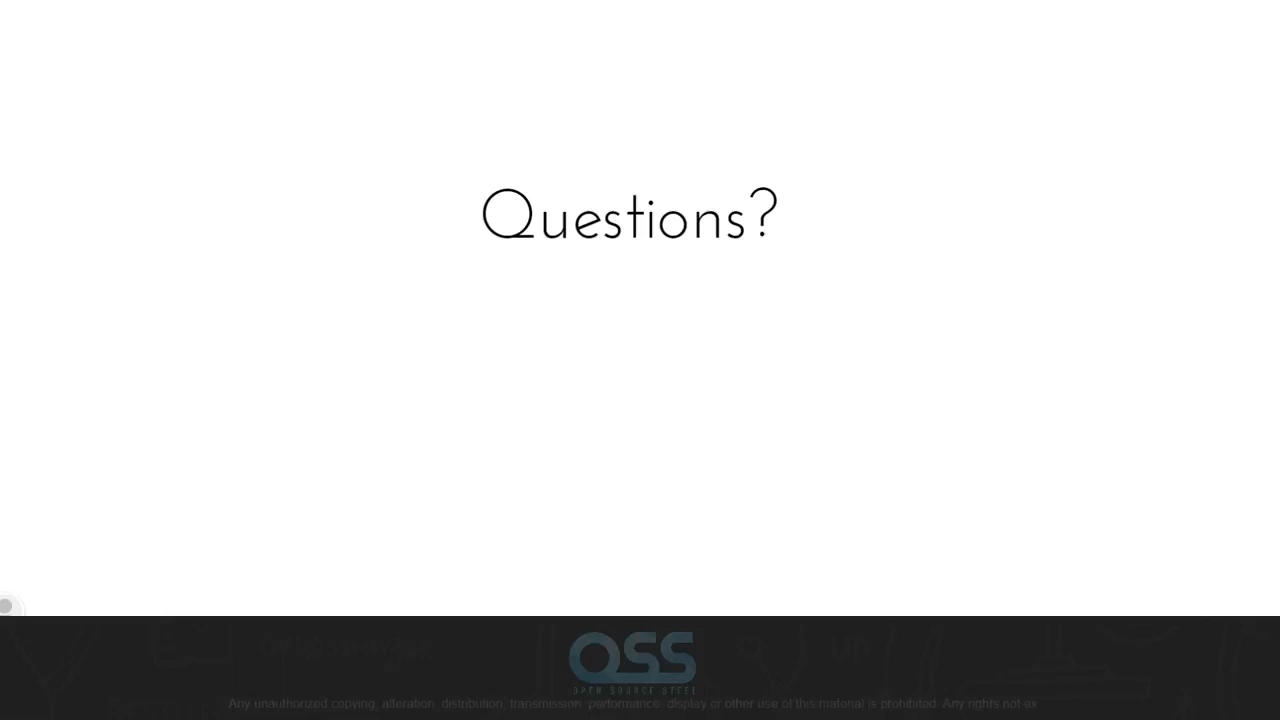 Questions?
OSS
OPEN SOURCE STEEL
Any unauthorized copying, alteration, distribution, transmission, performance, display or other use of this material is prohibited. Any rights not ex